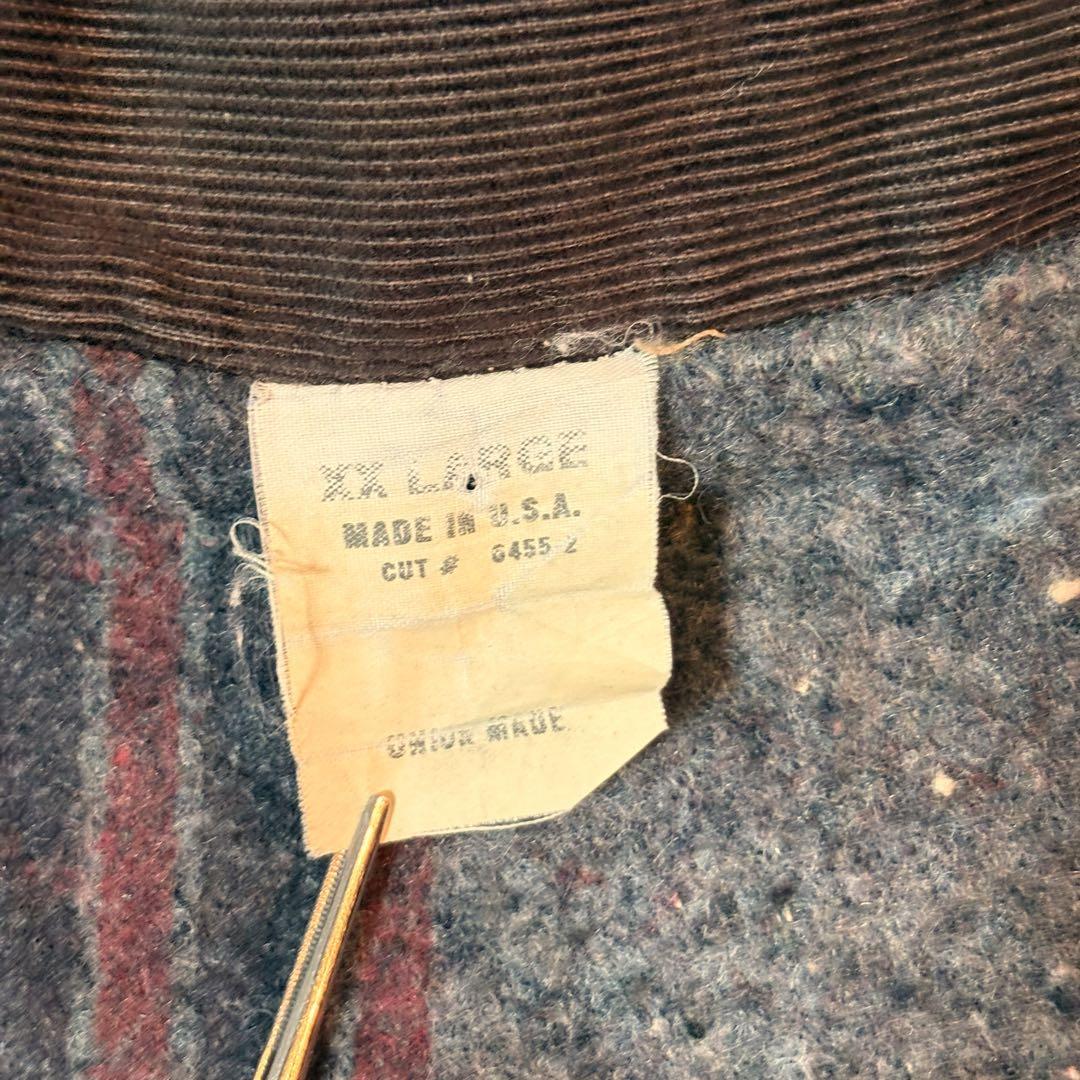 XX LARGE
MADE IN U.S.A.
CUT # 6455 2
UNION MADE